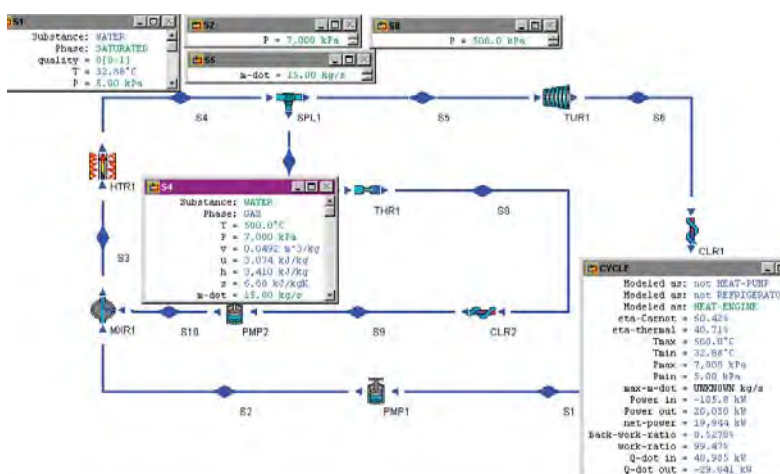 S1
Substance: WATER
Phase: SATURATED
quality = 0[0-1]
T = 32.88°C
P = 5.00 kPa
S2
P = 7,000 kPa
S8
P = 500.0 kPa
S5
m-dot = 15.00 kg/s
S4
SPL1
S5
TUR1
S6
HTR1
S4
Substance: WATER
Phase: GAS
T = 500.0°C
P = 7,000 kPa
v = 0.0492 m^3/kg
u = 3,074 kJ/kg
h = 3,410 kJ/kg
s = 6.80 kJ/kgK
m-dot = 15.00 kg/s
THR1
S8
CLR1
S3
CYCLE
Modeled as: not HEAT-PUMP
Modeled as: not REFRIGERATO
Modeled as: HEAT-ENGINE
eta-Carnot = 60.42%
eta-thermal = 40.71%
Tmax = 500.0°C
Tmin = 32.88°C
Pmax = 7,000 kPa
Pmin = 5.00 kPa
max-m-dot = UNKNOWN kg/s
Power in = -105.8 kW
Power out = 20,050 kW
net-power = 19,944 kW
back-work-ratio = 0.5278%
work-ratio = 99.47%
Q-dot in = 48,985 kW
Q-dot out = -29,041 kW
MXR1
S10
PMP2
S9
CLR2
S2
PMP1
S1